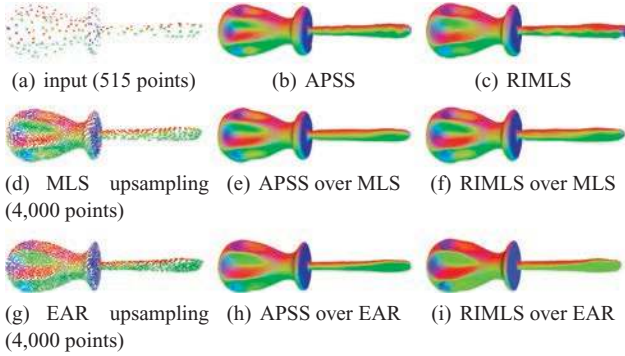 (a) input (515 points)
(b) APSS
(c) RIMLS
(d) MLS upsampling
(4,000 points)
(e) APSS over MLS
(f) RIMLS over MLS
(g) EAR upsampling
(4,000 points)
(h) APSS over EAR
(i) RIMLS over EAR